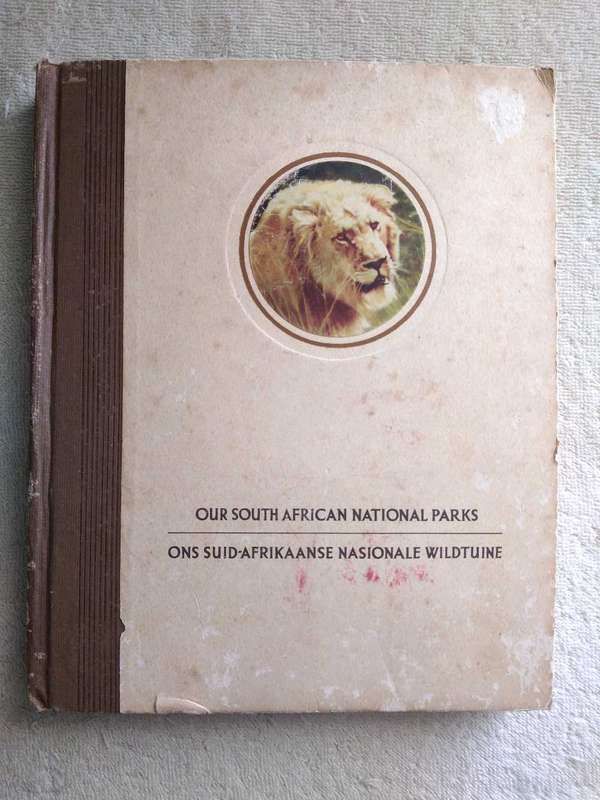 OUR SOUTH AFRICAN NATIONAL PARKS
ONS SUID-AFRIKAANSE NASIONALE WILDTUINE